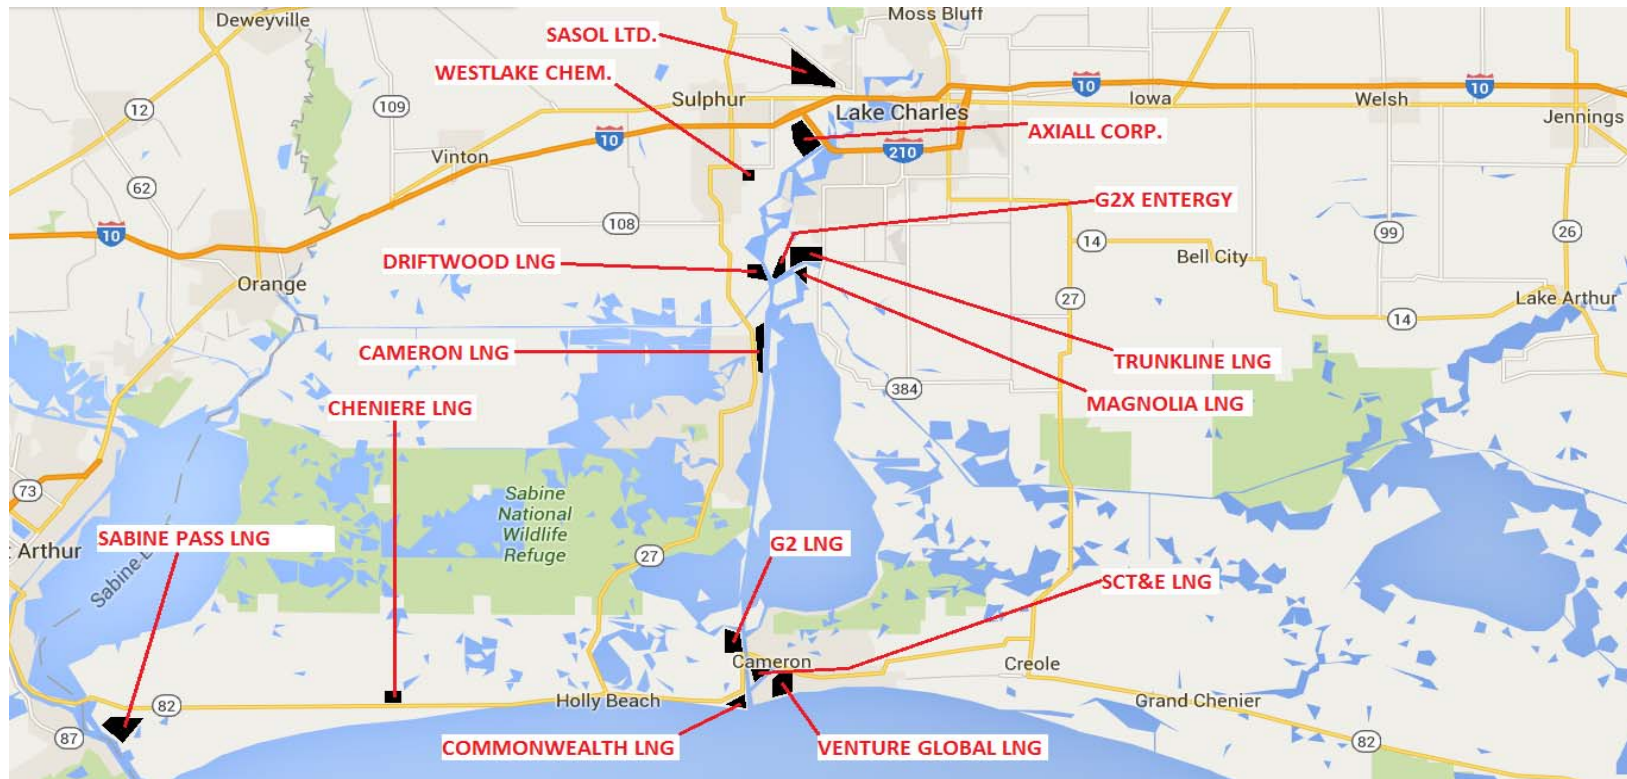 Deweyville
Moss Bluff
SASOL LTD.
WESTLAKE CHEM.
10
10
12
109
Sulphur
Iowa
Welsh
Lake Charles
Jennings
AXIALL CORP.
10
210
Vinton
62
G2X ENTERGY
108
10
14
99
26
Bell City
DRIFTWOOD LNG
Orange
27
Lake Arthur
14
CAMERON LNG
TRUNKLINE LNG
384
CHENIERE LNG
MAGNOLIA LNG
73
Sabine
National
Wildlife
Refuge
SABINE PASS LNG
t Arthur
G2 LNG
27
Sabine L
SCT&E LNG
Cameron
Creole
82
Holly Beach
Grand Chenier
87
COMMONWEALTH LNG
VENTURE GLOBAL LNG
82